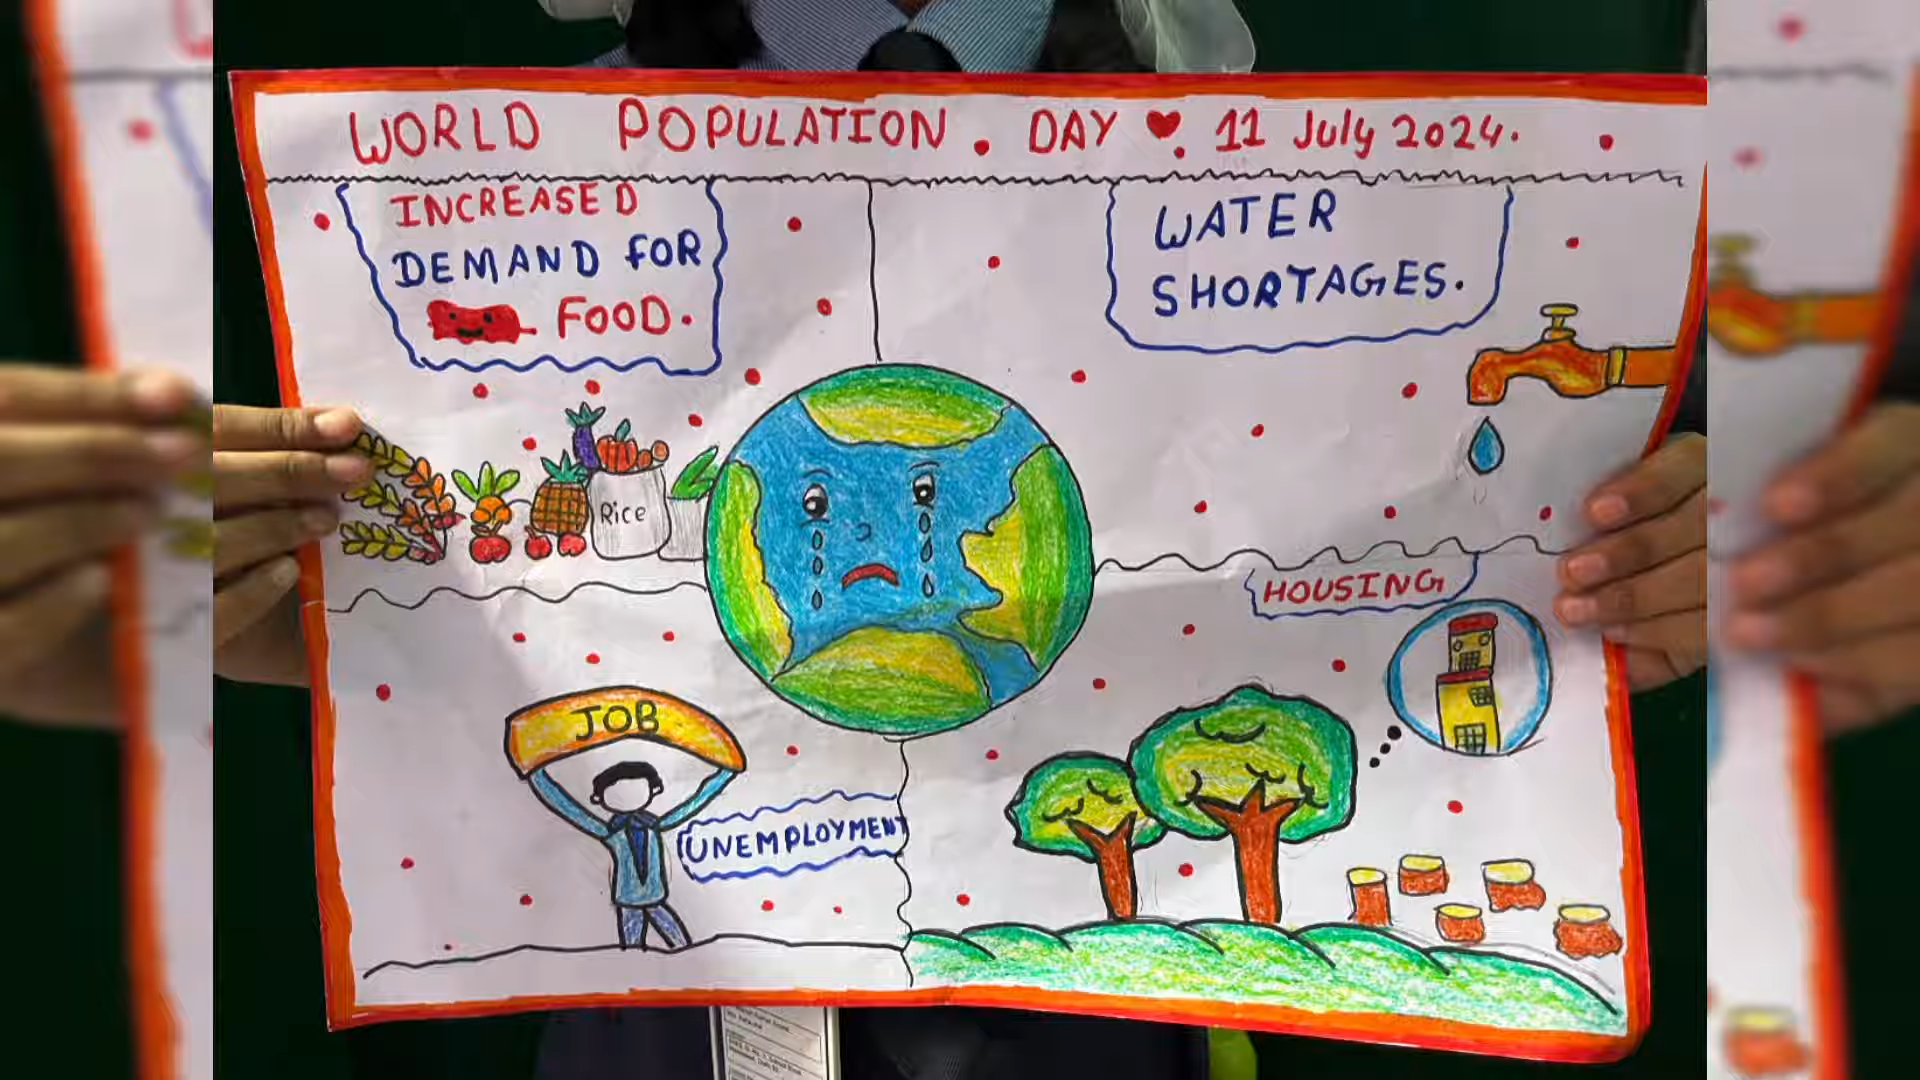 WORLD POPULATION. DAY ♥. 11 July 2024.
INCREASED
DEMAND FOR
FOOD.
WATER
SHORTAGES.
Rice
HOUSING
JOB
UNEMPLOYMENT